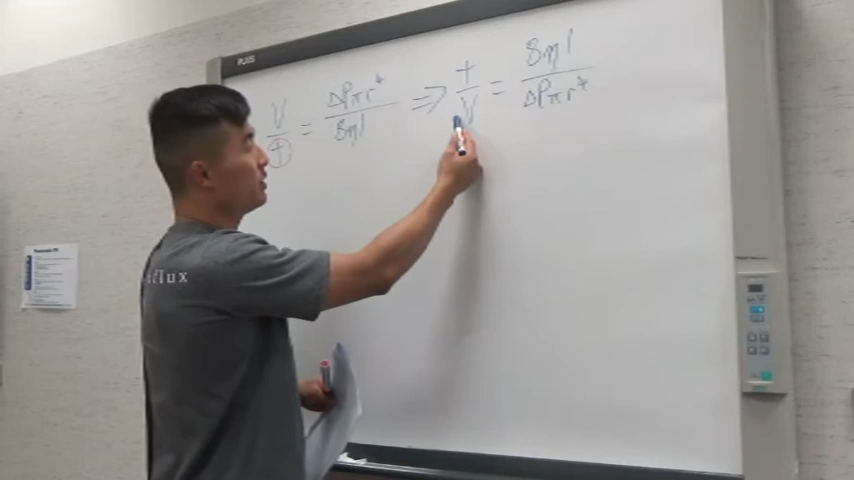 PLUS
V/t = ΔPπr⁴/8ηl => t/V = 8ηl/ΔPπr⁴
flux